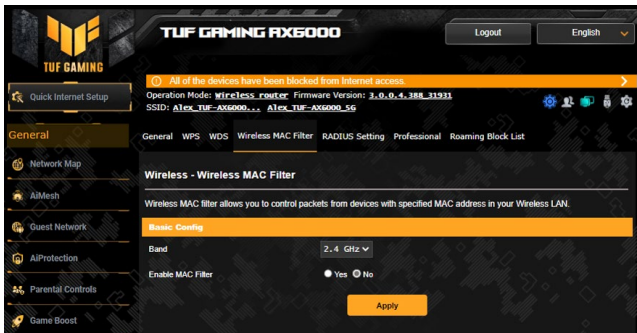 TUF GAMING AX6000
Logout
English
TUF GAMING
All of the devices have been blocked from Internet access.
Quick Internet Setup
Operation Mode: Wireless router Firmware Version: 3.0.0.4.388_31931
SSID: Alex_TUF-AX6000... Alex_TUF-AX6000_5G
General
General WPS WDS Wireless MAC Filter RADIUS Setting Professional Roaming Block List
Network Map
Wireless - Wireless MAC Filter
AiMesh
Wireless MAC filter allows you to control packets from devices with specified MAC address in your Wireless LAN.
Guest Network
Basic Config
Band 2.4 GHz
AiProtection
Enable MAC Filter Yes No
Parental Controls
Apply
Game Boost